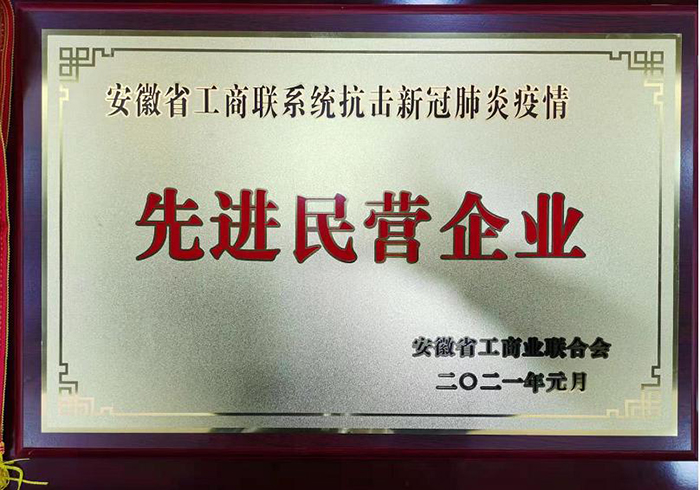 安徽省工商联系统抗击新冠肺炎疫情
先进民营企业
安徽省工商业联合会
二〇二一年元月